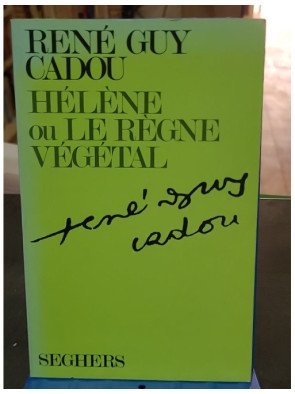 RENÉ GUY
CADOU
HÉLÈNE
ou LE RÈGNE
VÉGÉTAL
rené guy
cadou
SEGHERS